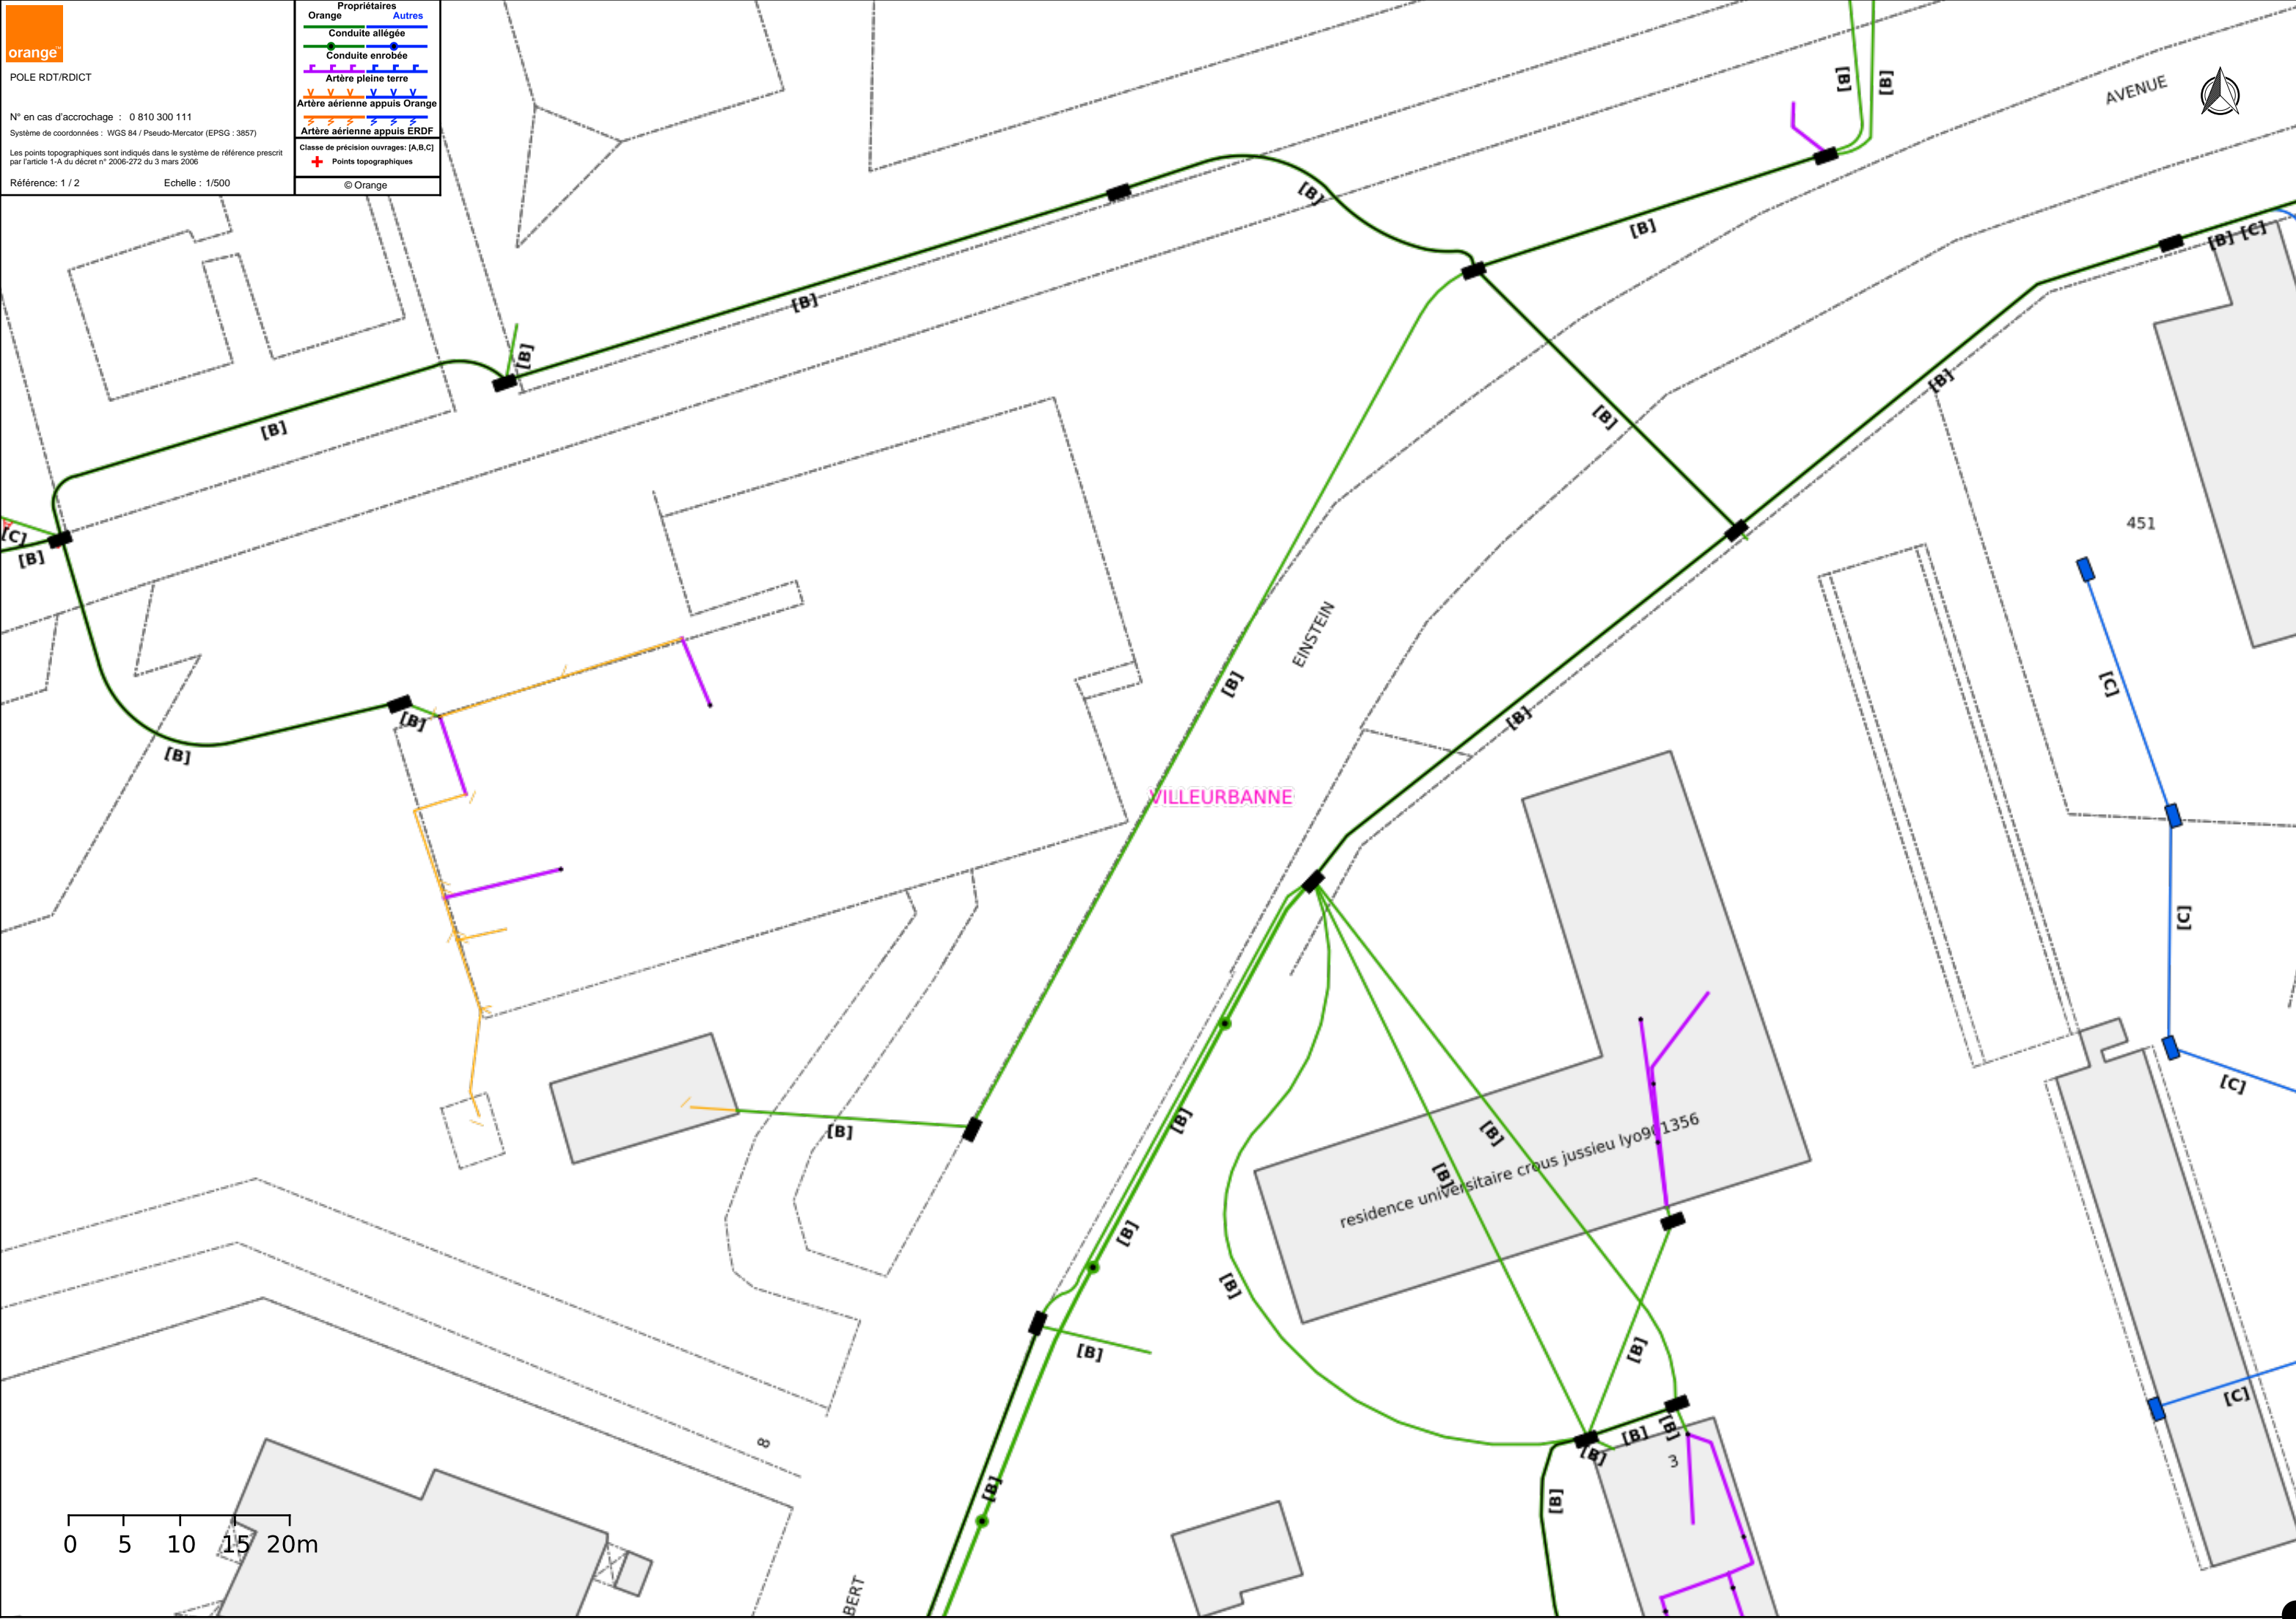 orange™
POLE RDT/RDICT
N° en cas d'accrochage : 0 810 300 111
Système de coordonnées : WGS 84 / Pseudo-Mercator (EPSG : 3857)
Les points topographiques sont indiqués dans le système de référence prescrit
par l'article 1-A du décret n° 2006-272 du 3 mars 2006
Référence: 1 / 2 Echelle : 1/500
Propriétaires
Orange Autres
Conduite allégée
Conduite enrobée
Artère pleine terre
Artère aérienne appuis Orange
Artère aérienne appuis ERDF
Classe de précision ouvrages: [A,B,C]
Points topographiques
© Orange
[B]
[B]
AVENUE
[B]
[B]
[B] [C]
[B]
[B]
[B]
[B]
[B]
[C]
[B]
451
EINSTEIN
[B]
[C]
[B]
[B]
[B]
VILLEURBANNE
[C]
[C]
[B]
[B]
[B]
[B]
residence universitaire crous jussieu lyo901356
[B]
[B]
[B]
[B]
[B]
[C]
[B]
[B]
[B]
3
8
[B]
[B]
0 5 10 15 20m
BERT